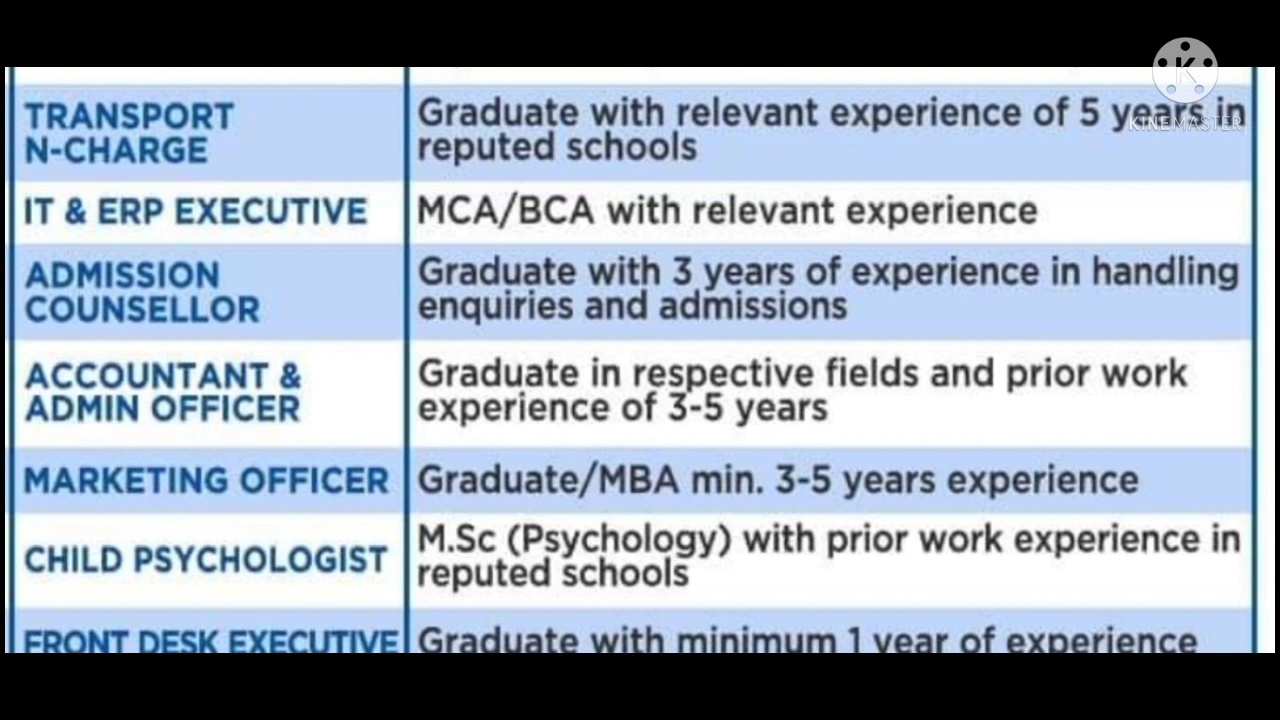 KINEMASTER
TRANSPORT
N-CHARGE
Graduate with relevant experience of 5 years in
reputed schools
IT & ERP EXECUTIVE
MCA/BCA with relevant experience
ADMISSION
COUNSELLOR
Graduate with 3 years of experience in handling
enquiries and admissions
ACCOUNTANT &
ADMIN OFFICER
Graduate in respective fields and prior work
experience of 3-5 years
MARKETING OFFICER
Graduate/MBA min. 3-5 years experience
CHILD PSYCHOLOGIST
M.Sc (Psychology) with prior work experience in
reputed schools
FRONT DESK EXECUTIVE
Graduate with minimum 1 year of experience